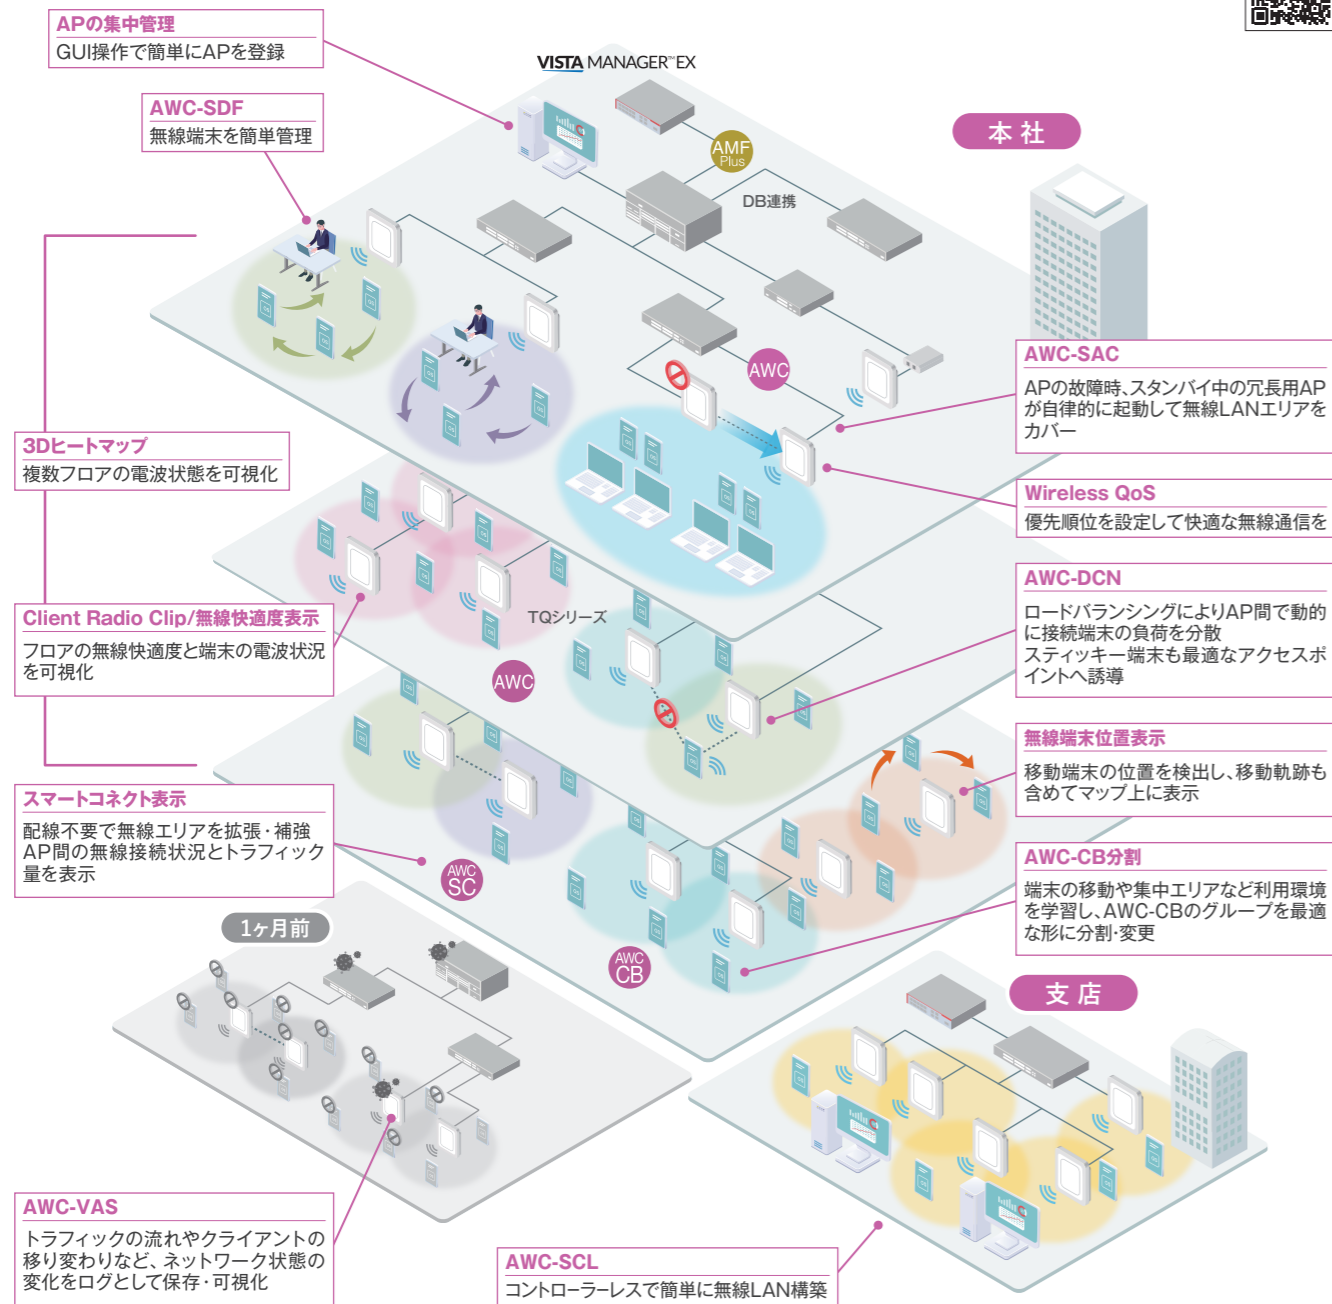 APの集中管理
GUI操作で簡単にAPを登録
VISTA MANAGER™ EX
AWC-SDF
無線端末を簡単管理
本社
AMF
Plus
DB連携
AWC
AWC-SAC
APの故障時、スタンバイ中の冗長用AP
が自律的に起動して無線LANエリアを
カバー
3Dヒートマップ
複数フロアの電波状態を可視化
Wireless QoS
優先順位を設定して快適な無線通信を
AWC-DCN
ロードバランシングによりAP間で動的
に接続端末の負荷を分散
スティッキー端末も最適なアクセスポ
イントへ誘導
TQシリーズ
Client Radio Clip/無線快適度表示
フロアの無線快適度と端末の電波状況
を可視化
AWC
無線端末位置表示
移動端末の位置を検出し、移動軌跡も
含めてマップ上に表示
スマートコネクト表示
配線不要で無線エリアを拡張・補強
AP間の無線接続状況とトラフィック
量を表示
AWC
SC
AWC-CB分割
端末の移動や集中エリアなど利用環境
を学習し、AWC-CBのグループを最適
な形に分割・変更
1ヶ月前
AWC
CB
支店
AWC-VAS
トラフィックの流れやクライアントの
移り変わりなど、ネットワーク状態の
変化をログとして保存・可視化
AWC-SCL
コントローラーレスで簡単に無線LAN構築